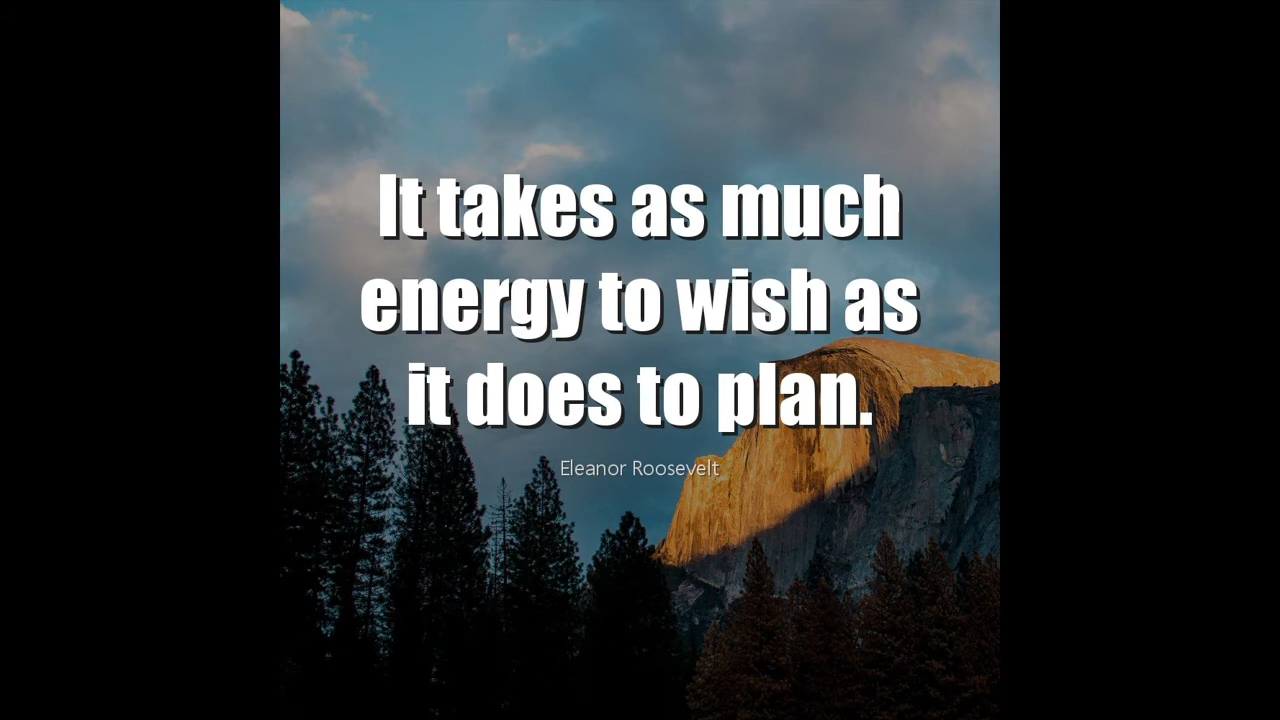 It takes as much
energy to wish as
it does to plan.
Eleanor Roosevelt